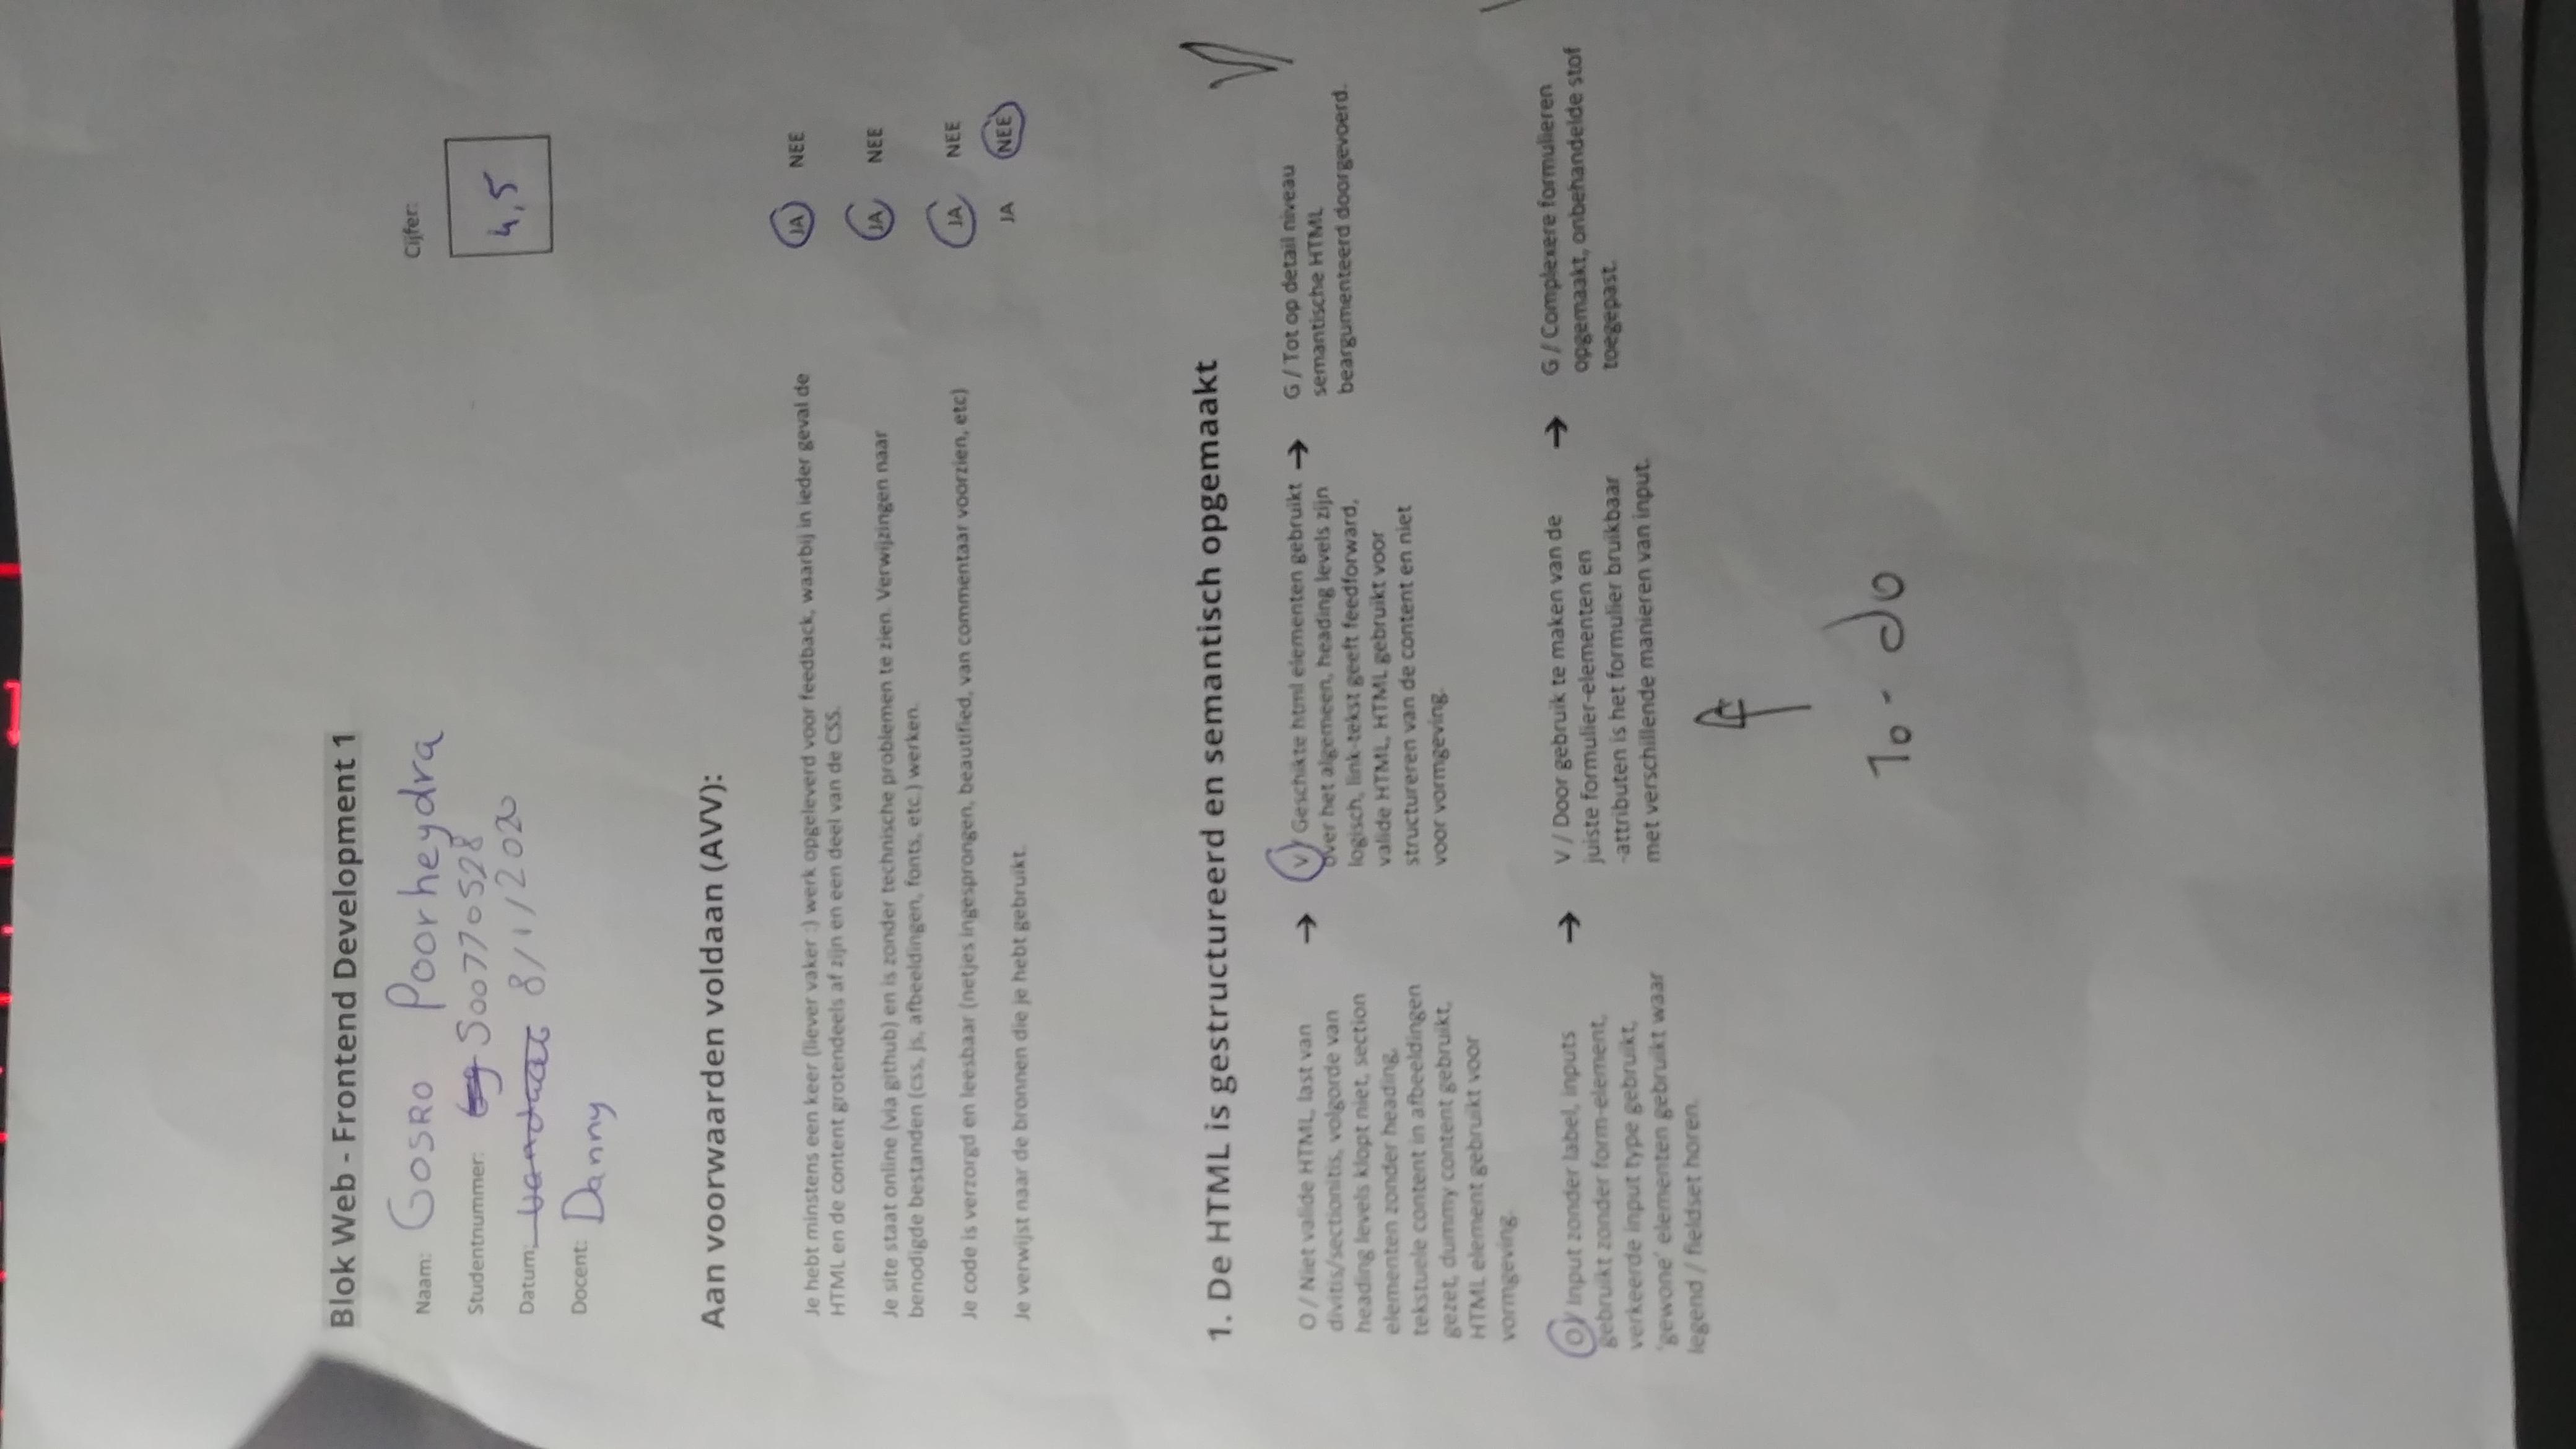 Blok Web - Frontend Development 1
Naam: Gosro Poorheydra
Cijfer:
Studentnummer: 500770528
4,5
Datum: 8/1/2020
Docent: Danny
Aan voorwaarden voldaan (AVV):
Je hebt minstens een keer (liever vaker :) werk opgeleverd voor feedback, waarbij in ieder geval de
HTML en de content grotendeels af zijn en een deel van de CSS.
JA NEE
Je site staat online (via github) en is zonder technische problemen te zien. Verwijzingen naar
benodigde bestanden (css, js, afbeeldingen, fonts, etc.) werken.
JA NEE
Je code is verzorgd en leesbaar (netjes ingesprongen, beautified, van commentaar voorzien, etc)
JA NEE
Je verwijst naar de bronnen die je hebt gebruikt.
JA NEE
1. De HTML is gestructureerd en semantisch opgemaakt
O / Niet valide HTML, last van
divitis/sectionitis, volgorde van
heading levels klopt niet, section
elementen zonder heading,
tekstuele content in afbeeldingen
gezet, dummy content gebruikt,
HTML element gebruikt voor
vormgeving.
→
V / Geschikte html elementen gebruikt
over het algemeen, heading levels zijn
logisch, link-tekst geeft feedforward,
valide HTML, HTML gebruikt voor
structureren van de content en niet
voor vormgeving.
→
G / Tot op detail niveau
semantische HTML
beargumenteerd doorgevoerd.
O / input zonder label, inputs
gebruikt zonder form-element,
verkeerde input type gebruikt,
'gewone' elementen gebruikt waar
legend / fieldset horen.
→
V / Door gebruik te maken van de
juiste formulier-elementen en
-attributen is het formulier bruikbaar
met verschillende manieren van input.
→
G / Complexere formulieren
opgemaakt, onbehandelde stof
toegepast.
To-do